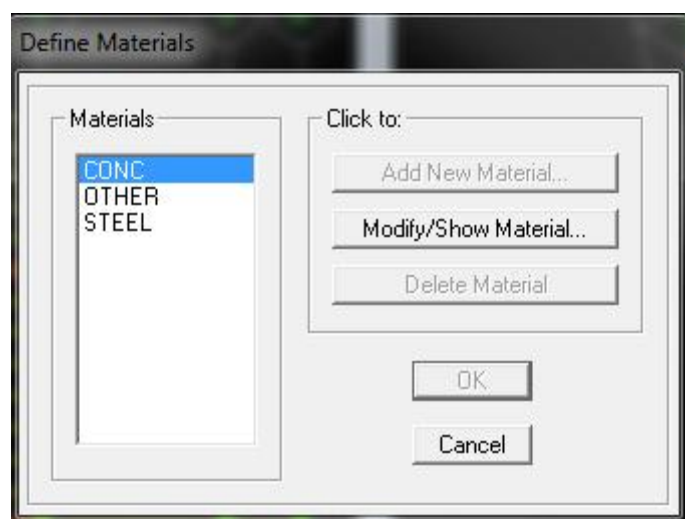 Define Materials
Materials
CONC
OTHER
STEEL
Click to:
Add New Material...
Modify/Show Material...
Delete Material
OK
Cancel